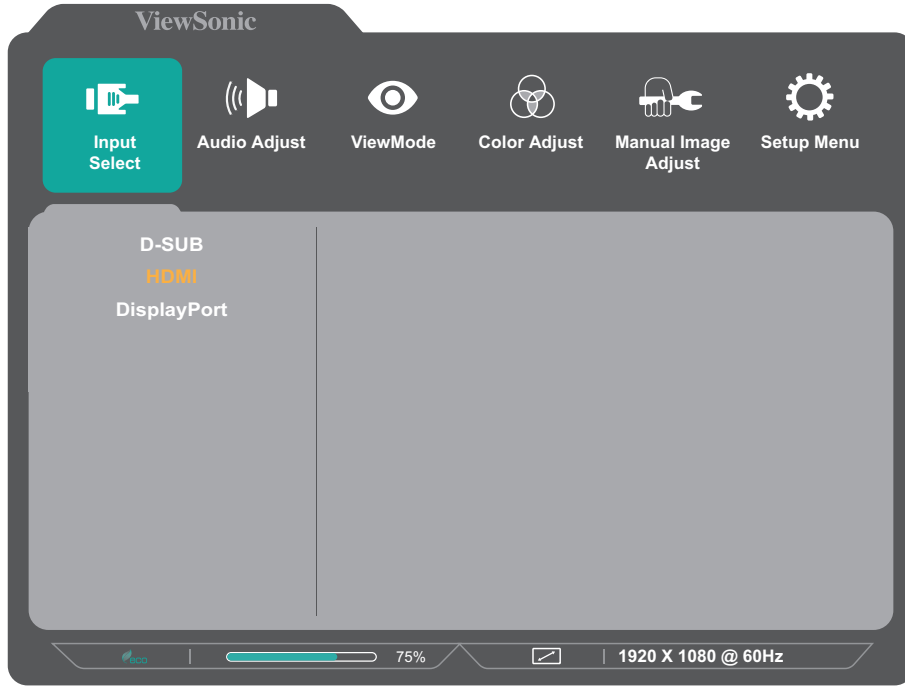 ViewSonic
Input
Select
Audio Adjust
ViewMode
Color Adjust
Manual Image
Adjust
Setup Menu
D-SUB
HDMI
DisplayPort
eco | 75%
| 1920 X 1080 @ 60Hz